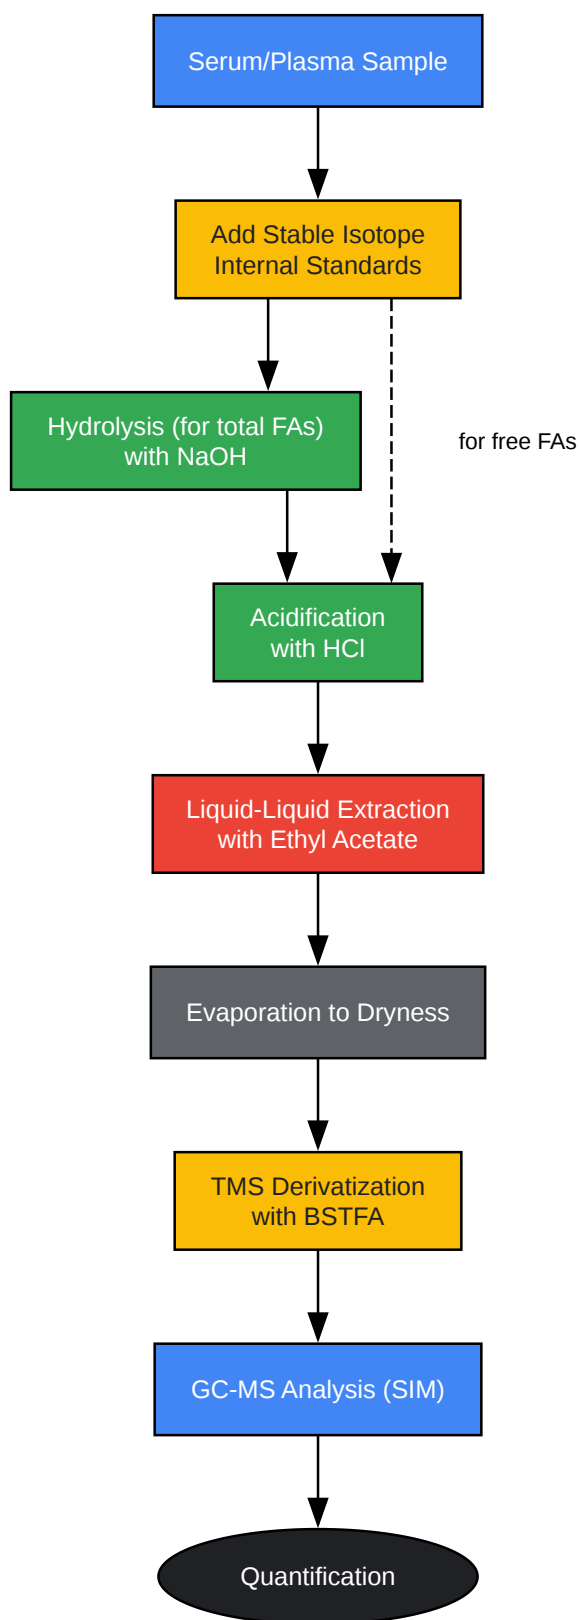 Serum/Plasma Sample
Add Stable Isotope
Internal Standards
Hydrolysis (for total FAs)
with NaOH
for free FAs
Acidification
with HCl
Liquid-Liquid Extraction
with Ethyl Acetate
Evaporation to Dryness
TMS Derivatization
with BSTFA
GC-MS Analysis (SIM)
Quantification